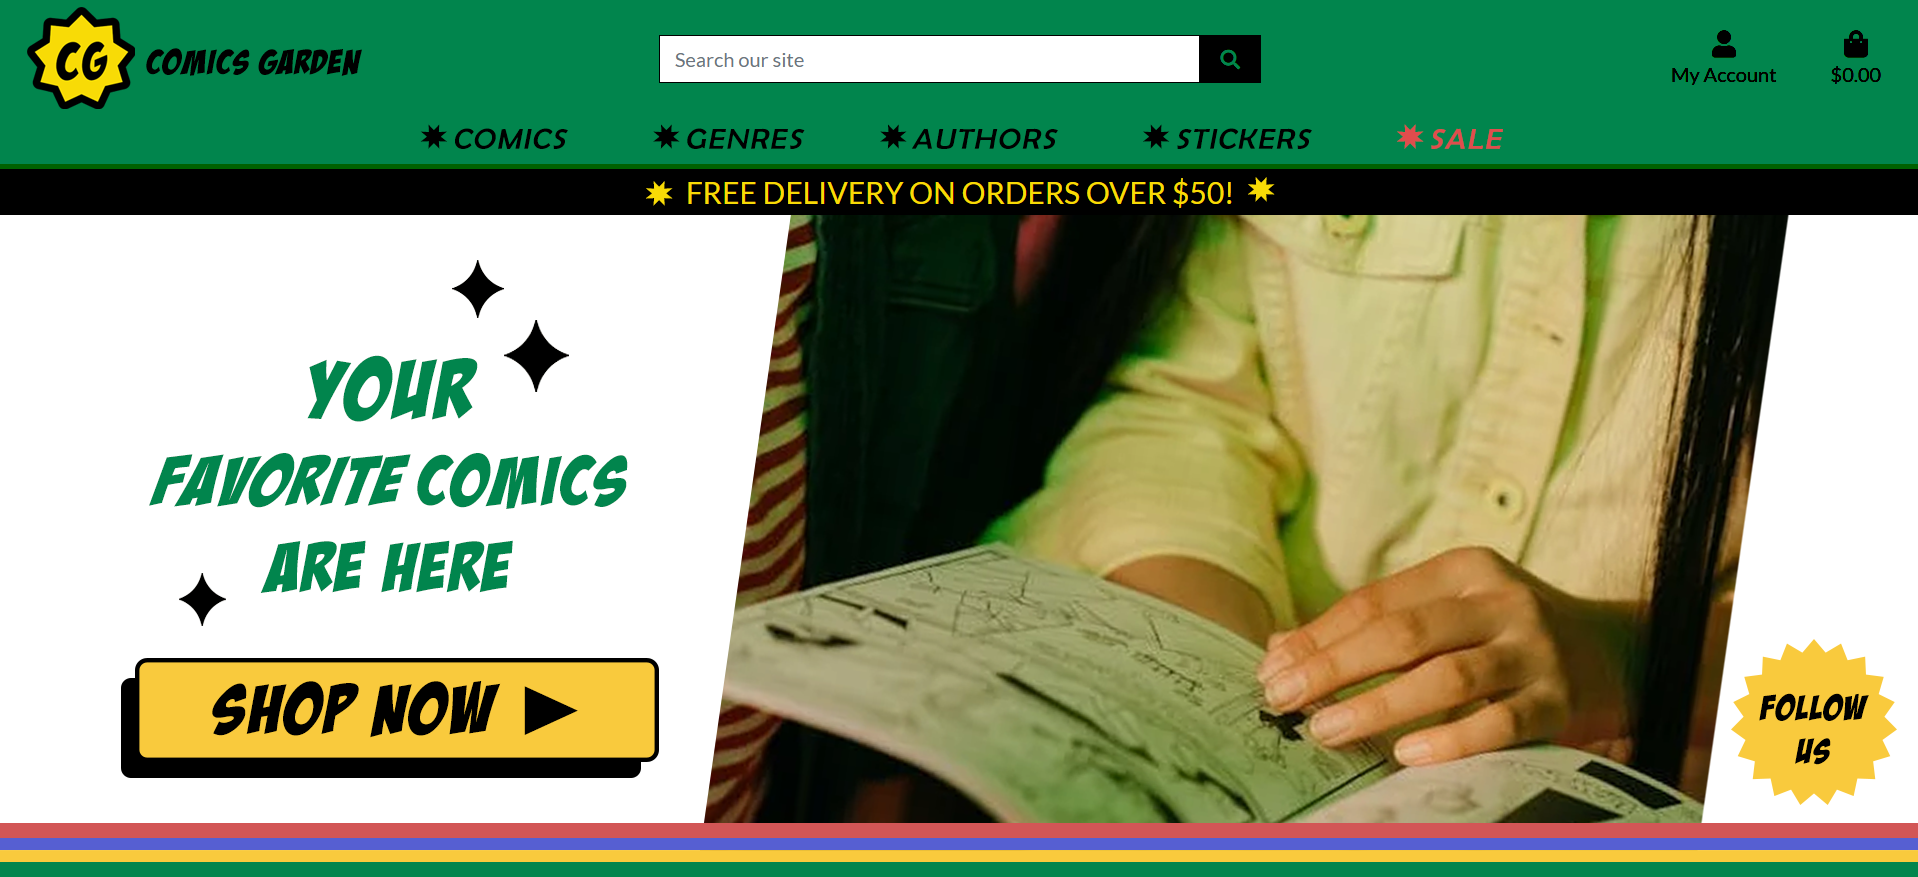 CG COMICS GARDEN
Search our site
My Account
$0.00
COMICS GENRES AUTHORS STICKERS SALE
FREE DELIVERY ON ORDERS OVER $50!
YOUR
FAVORITE COMICS
ARE HERE
SHOP NOW
FOLLOW
US